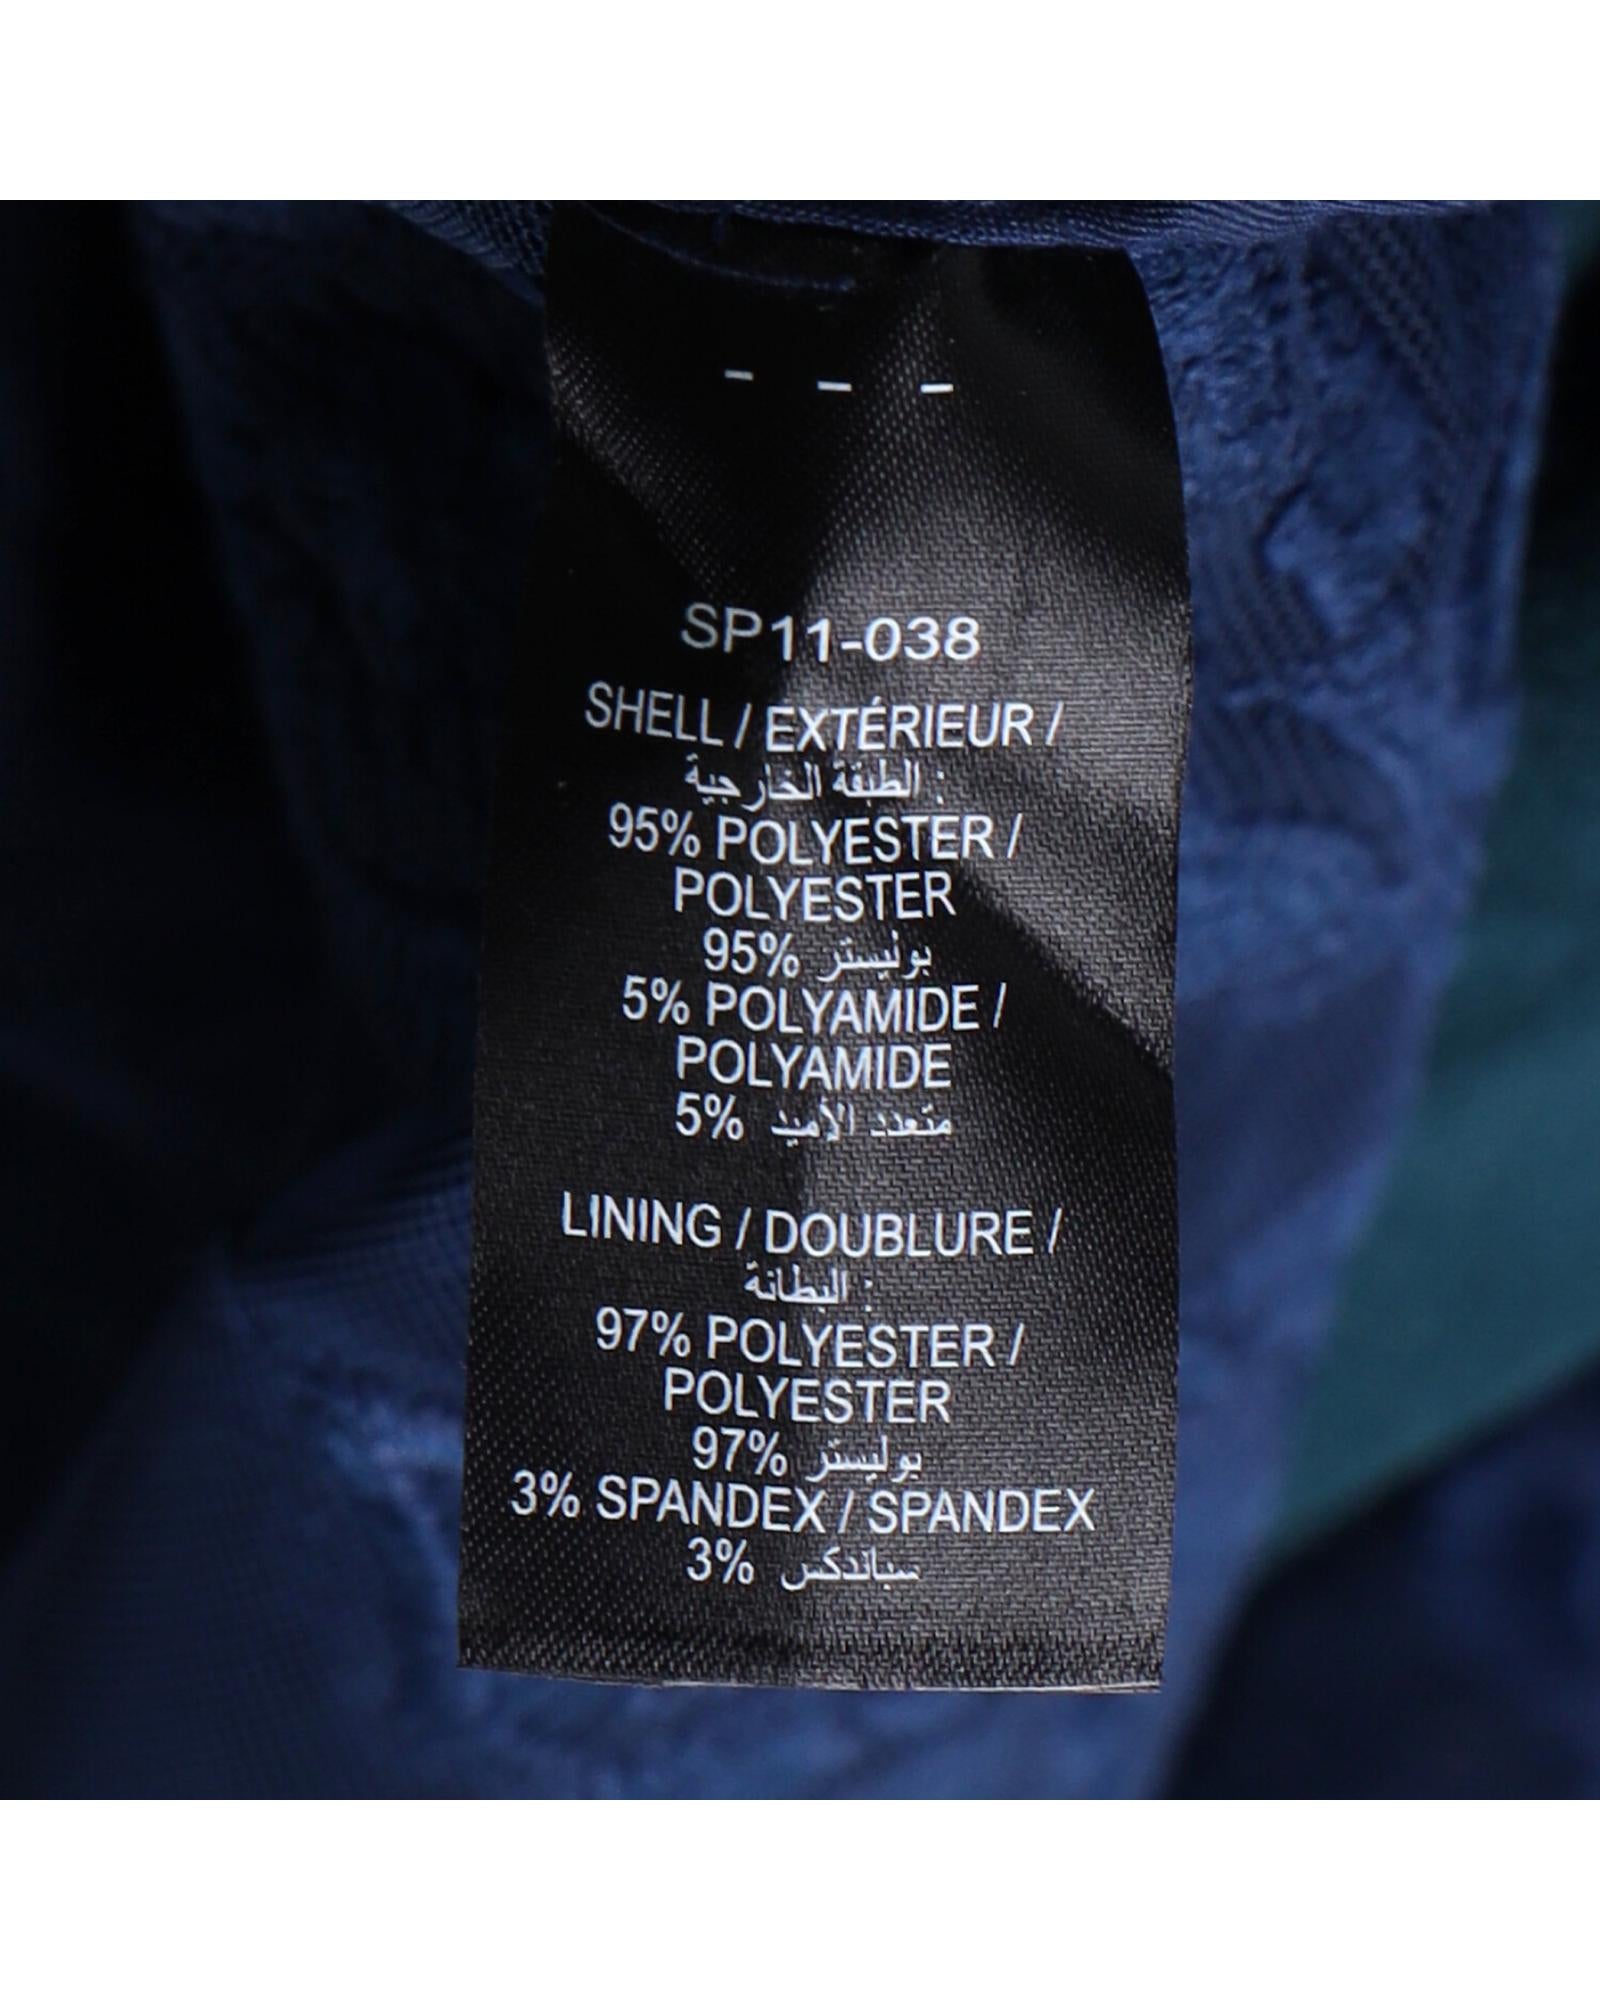 - - -
SP11-038
SHELL / EXTÉRIEUR /
الطبقة الخارجية :
95% POLYESTER /
POLYESTER
95% بوليستر
5% POLYAMIDE /
POLYAMIDE
5% متعدد الأميد
LINING / DOUBLURE /
البطانة :
97% POLYESTER /
POLYESTER
97% بوليستر
3% SPANDEX / SPANDEX
3% سباندكس